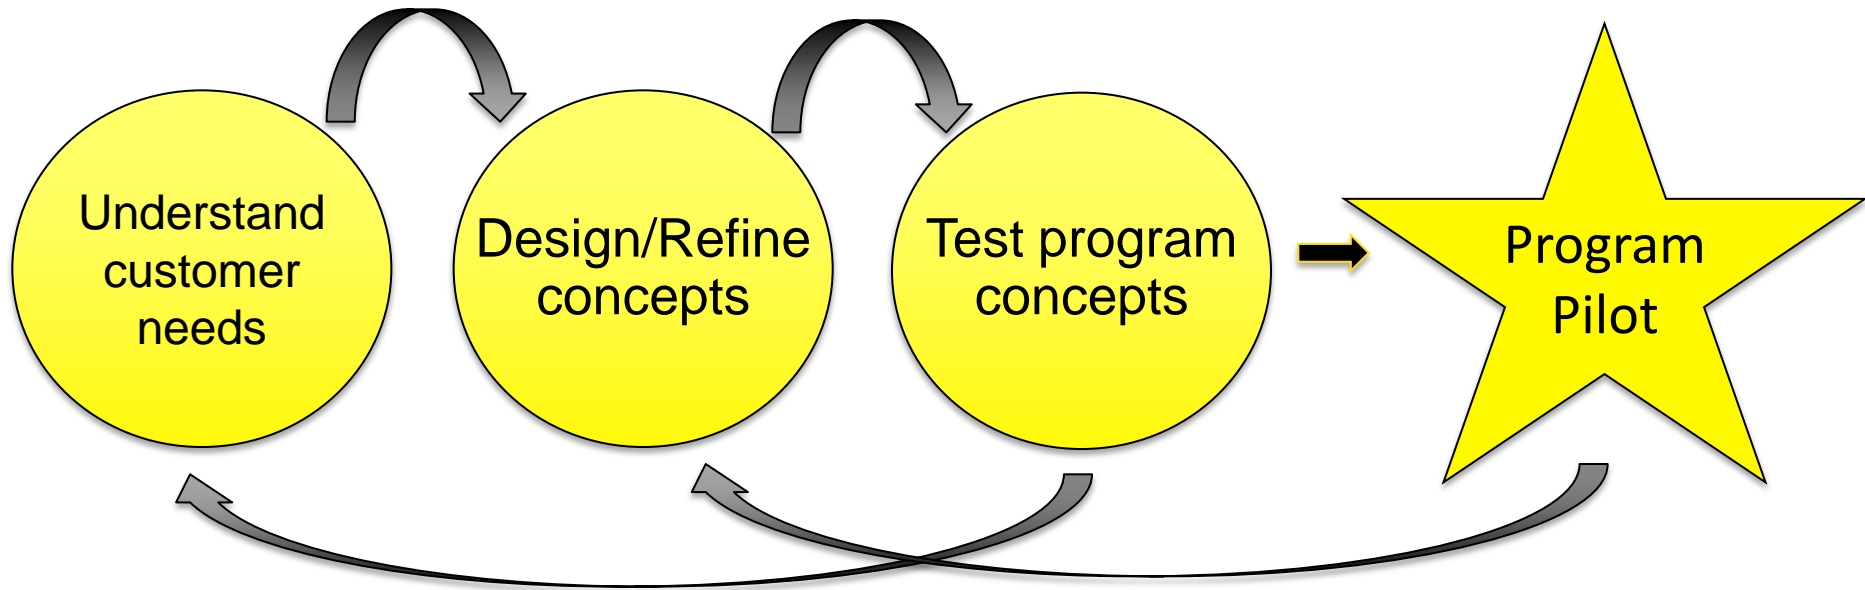 Understand
customer
needs
Design/Refine
concepts
Test program
concepts
Program
Pilot